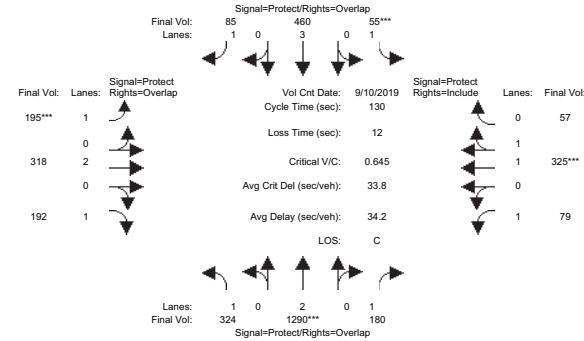 Signal=Protect/Rights=Overlap
Final Vol: 85 460 55***
Lanes: 1 0 3 0 1
Signal=Protect Signal=Protect
Final Vol: Lanes: Rights=Overlap Vol Cnt Date: 9/10/2019 Rights=Include Lanes: Final Vol:
Cycle Time (sec): 130
195*** 1 0 57
Loss Time (sec): 12
0 1
318 2 Critical V/C: 0.645 1 325***
0 Avg Crit Del (sec/veh): 33.8 0
192 1 Avg Delay (sec/veh): 34.2 1 79
LOS: C
Lanes: 1 0 2 0 1
Final Vol: 324 1290*** 180
Signal=Protect/Rights=Overlap